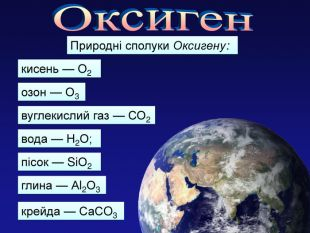 Оксиген
Природні сполуки Оксигену:
кисень — O₂
озон — O₃
вуглекислий газ — CO₂
вода — H₂O;
пісок — SiO₂
глина — Al₂O₃
крейда — CaCO₃